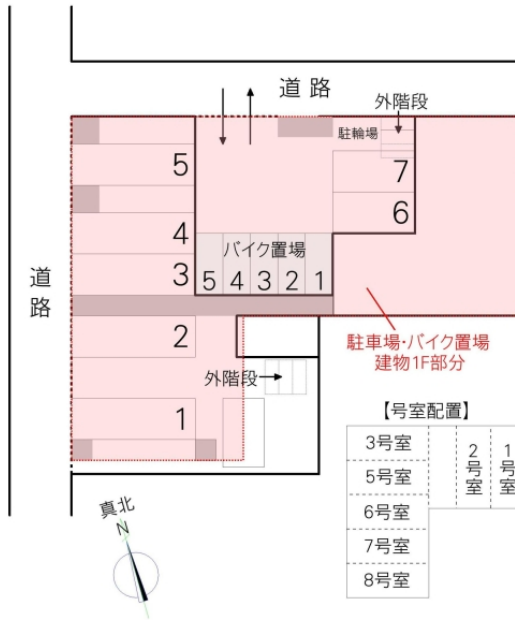 道路
外階段
駐輪場
7
6
5
4
3
バイク置場
5 4 3 2 1
道路
2
駐車場・バイク置場
建物1F部分
外階段
1
【号室配置】
3号室
5号室
6号室
7号室
8号室
2号室
1号室
真北
N